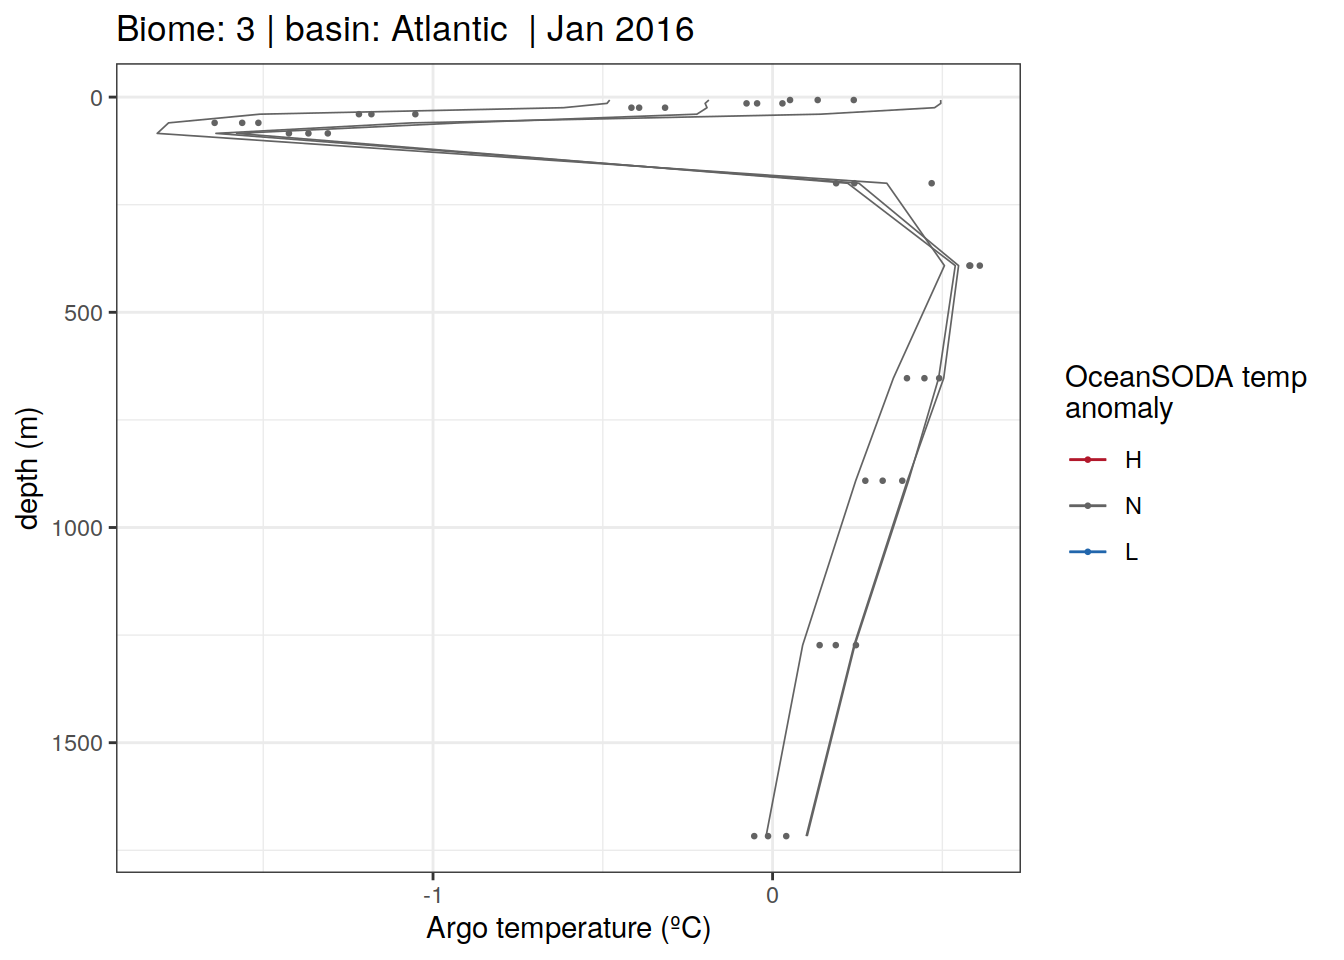 Biome: 3 | basin: Atlantic  | Jan 2016
0
500
1000
1500
depth (m)
-1
0
Argo temperature (ºC)
OceanSODA temp
anomaly
H
N
L